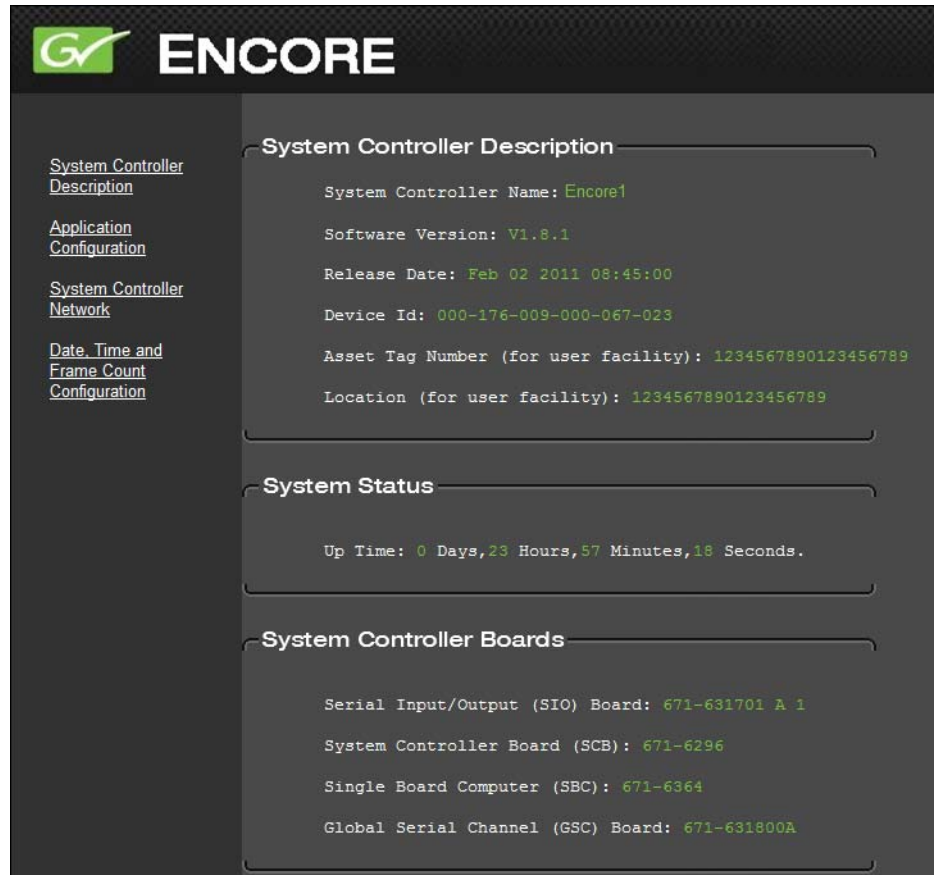 GV ENCORE
System Controller
Description
Application
Configuration
System Controller
Network
Date, Time and
Frame Count
Configuration
System Controller Description
System Controller Name: Encore1
Software Version: V1.8.1
Release Date: Feb 02 2011 08:45:00
Device Id: 000-176-009-000-067-023
Asset Tag Number (for user facility): 1234567890123456789
Location (for user facility): 1234567890123456789
System Status
Up Time: 0 Days,23 Hours,57 Minutes,18 Seconds.
System Controller Boards
Serial Input/Output (SIO) Board: 671-631701 A 1
System Controller Board (SCB): 671-6296
Single Board Computer (SBC): 671-6364
Global Serial Channel (GSC) Board: 671-631800A